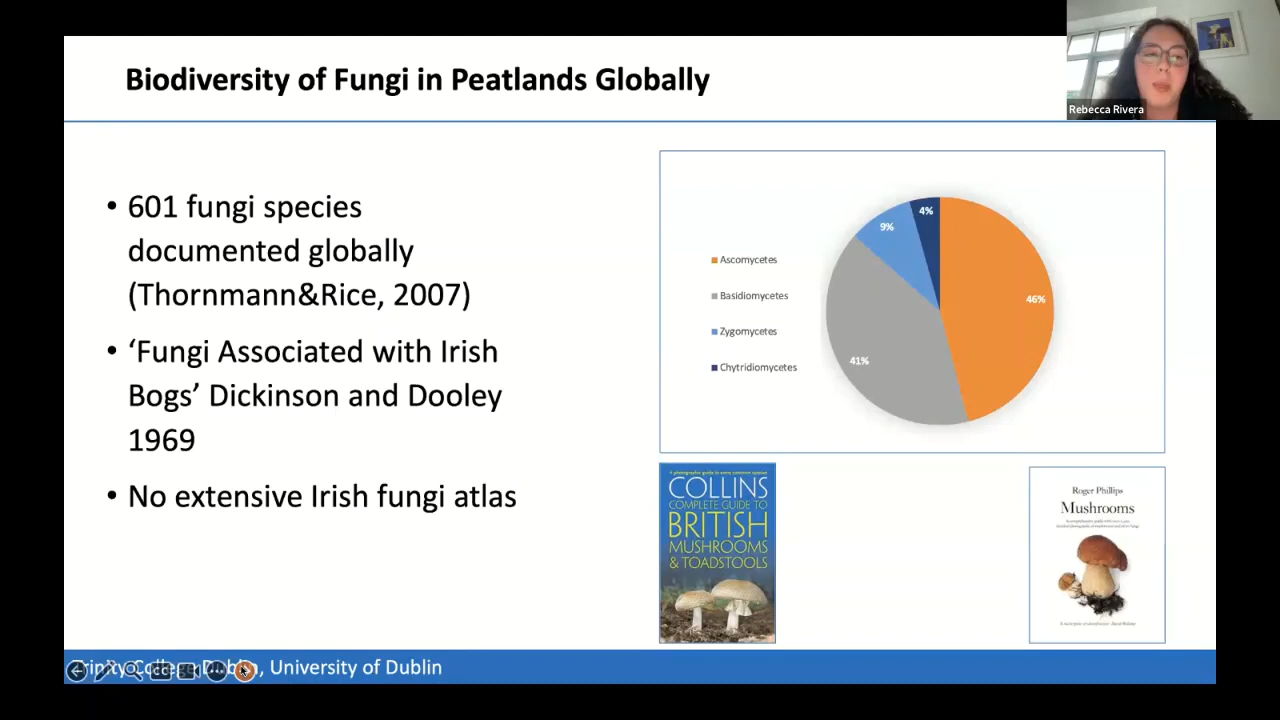 Biodiversity of Fungi in Peatlands Globally
Rebecca Rivera
• 601 fungi species
documented globally
(Thornmann&Rice, 2007)
• ‘Fungi Associated with Irish
Bogs’ Dickinson and Dooley
1969
• No extensive Irish fungi atlas
Ascomycetes
Basidiomycetes
Zygomycetes
Chytridiomycetes
4%
9%
46%
41%
A photographic guide to every common species
COLLINS
COMPLETE GUIDE TO
BRITISH
MUSHROOMS
& TOADSTOOLS
Roger Phillips
Mushrooms
Trinity College Dublin, University of Dublin